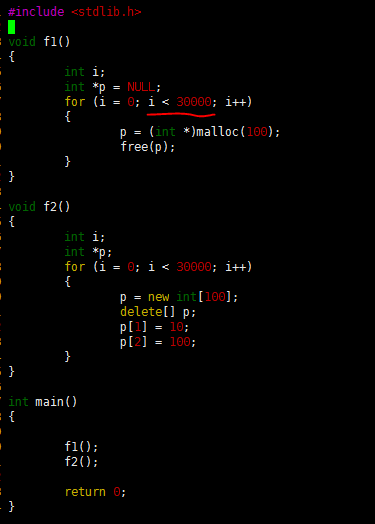 #include <stdlib.h>
void f1()
{
int i;
int *p = NULL;
for (i = 0; i < 30000; i++)
{
p = (int *)malloc(100);
free(p);
}
}
void f2()
{
int i;
int *p;
for (i = 0; i < 30000; i++)
{
p = new int[100];
delete[] p;
p[1] = 10;
p[2] = 100;
}
}
int main()
{
f1();
f2();
return 0;
}